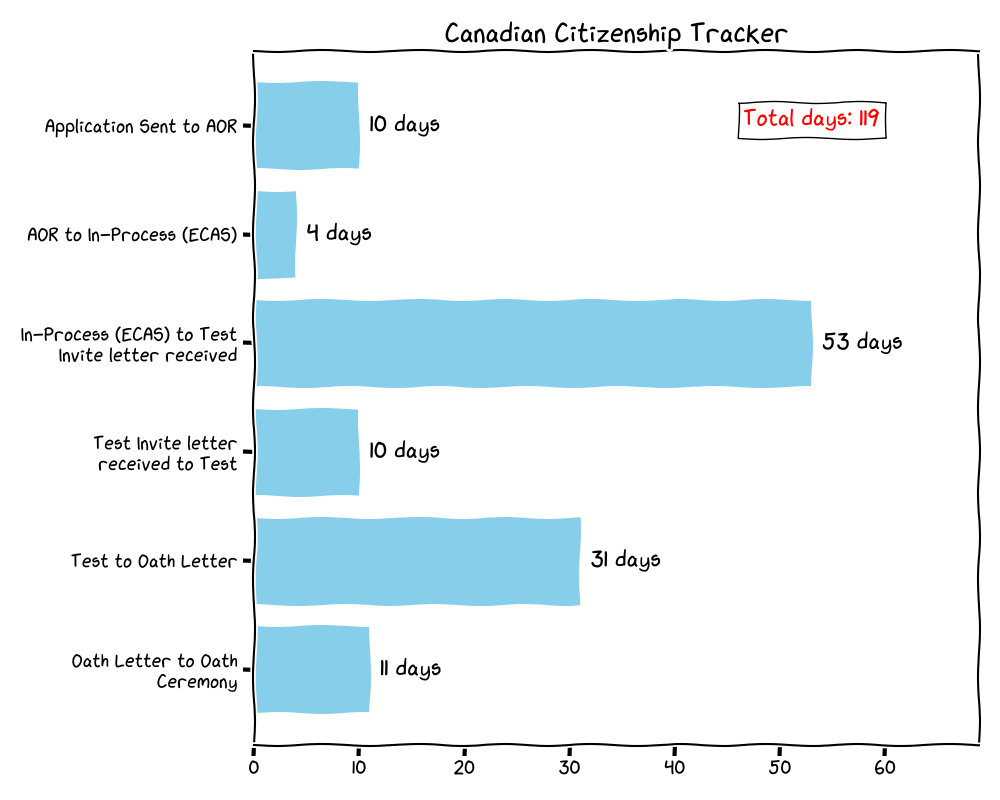 Canadian Citizenship Tracker
Application Sent to AOR
10 days
Total days: 119
AOR to In-Process (ECAS)
4 days
In-Process (ECAS) to Test
Invite letter received
53 days
Test Invite letter
received to Test
10 days
Test to Oath Letter
31 days
Oath Letter to Oath
Ceremony
11 days
0 10 20 30 40 50 60